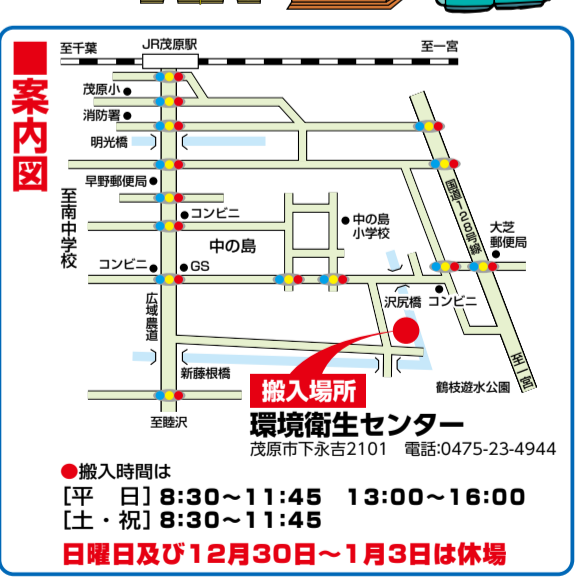 ■案内図
至千葉
JR茂原駅
至一宮
茂原小
消防署
明光橋
早野郵便局
至南中学校
コンビニ
中の島
中の島
小学校
国道128号線
大芝
郵便局
コンビニ
GS
広域農道
沢尻橋
コンビニ
新藤根橋
至一宮
鶴枝遊水公園
至睦沢
搬入場所
環境衛生センター
茂原市下永吉2101 電話:0475-23-4944
●搬入時間は
[平 日] 8:30～11:45 13:00～16:00
[土・祝] 8:30～11:45
日曜日及び12月30日～1月3日は休場